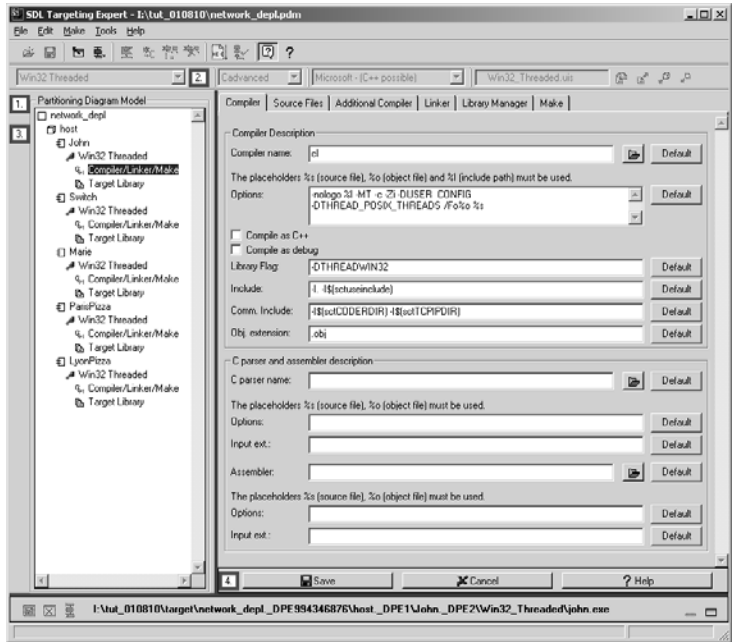 SDL Targeting Expert - I:\tut_010810\network_depl.pdm
File Edit Make Tools Help
?
Win32 Threaded
2.
Cadvanced
Microsoft - (C++ possible)
Win32_Threaded.uis
1.
3.
Partitioning Diagram Model
network_depl
host
John
Win32 Threaded
Compiler/Linker/Make
Target Library
Switch
Win32 Threaded
Compiler/Linker/Make
Target Library
Marie
Win32 Threaded
Compiler/Linker/Make
Target Library
ParisPizza
Win32 Threaded
Compiler/Linker/Make
Target Library
LyonPizza
Win32 Threaded
Compiler/Linker/Make
Target Library
Compiler Source Files Additional Compiler Linker Library Manager Make
Compiler Description
Compiler name: cl Default
The placeholders %s (source file), %o (object file) and %I (include path) must be used.
Options: -nologo %I -MT -c -Zi -DUSER_CONFIG Default
-DTHREAD_POSIX_THREADS /Fo%o %s
Compile as C++
Compile as debug
Library Flag: -DTHREADWIN32 Default
Include: -I. -I$(sctuseinclude) Default
Comm. Include: -I$(sctCODERDIR) -I$(sctTCPIPDIR) Default
Obj. extension: .obj Default
C parser and assembler description
C parser name: Default
The placeholders %s (source file), %o (object file) must be used.
Options: Default
Input ext.: Default
Assembler: Default
The placeholders %s (source file), %o (object file) must be used.
Options: Default
Input ext.: Default
4.
Save Cancel ? Help
I:\tut_010810\target\network_depl._DPE994346876\host._DPE1\John._DPE2\Win32_Threaded\john.exe